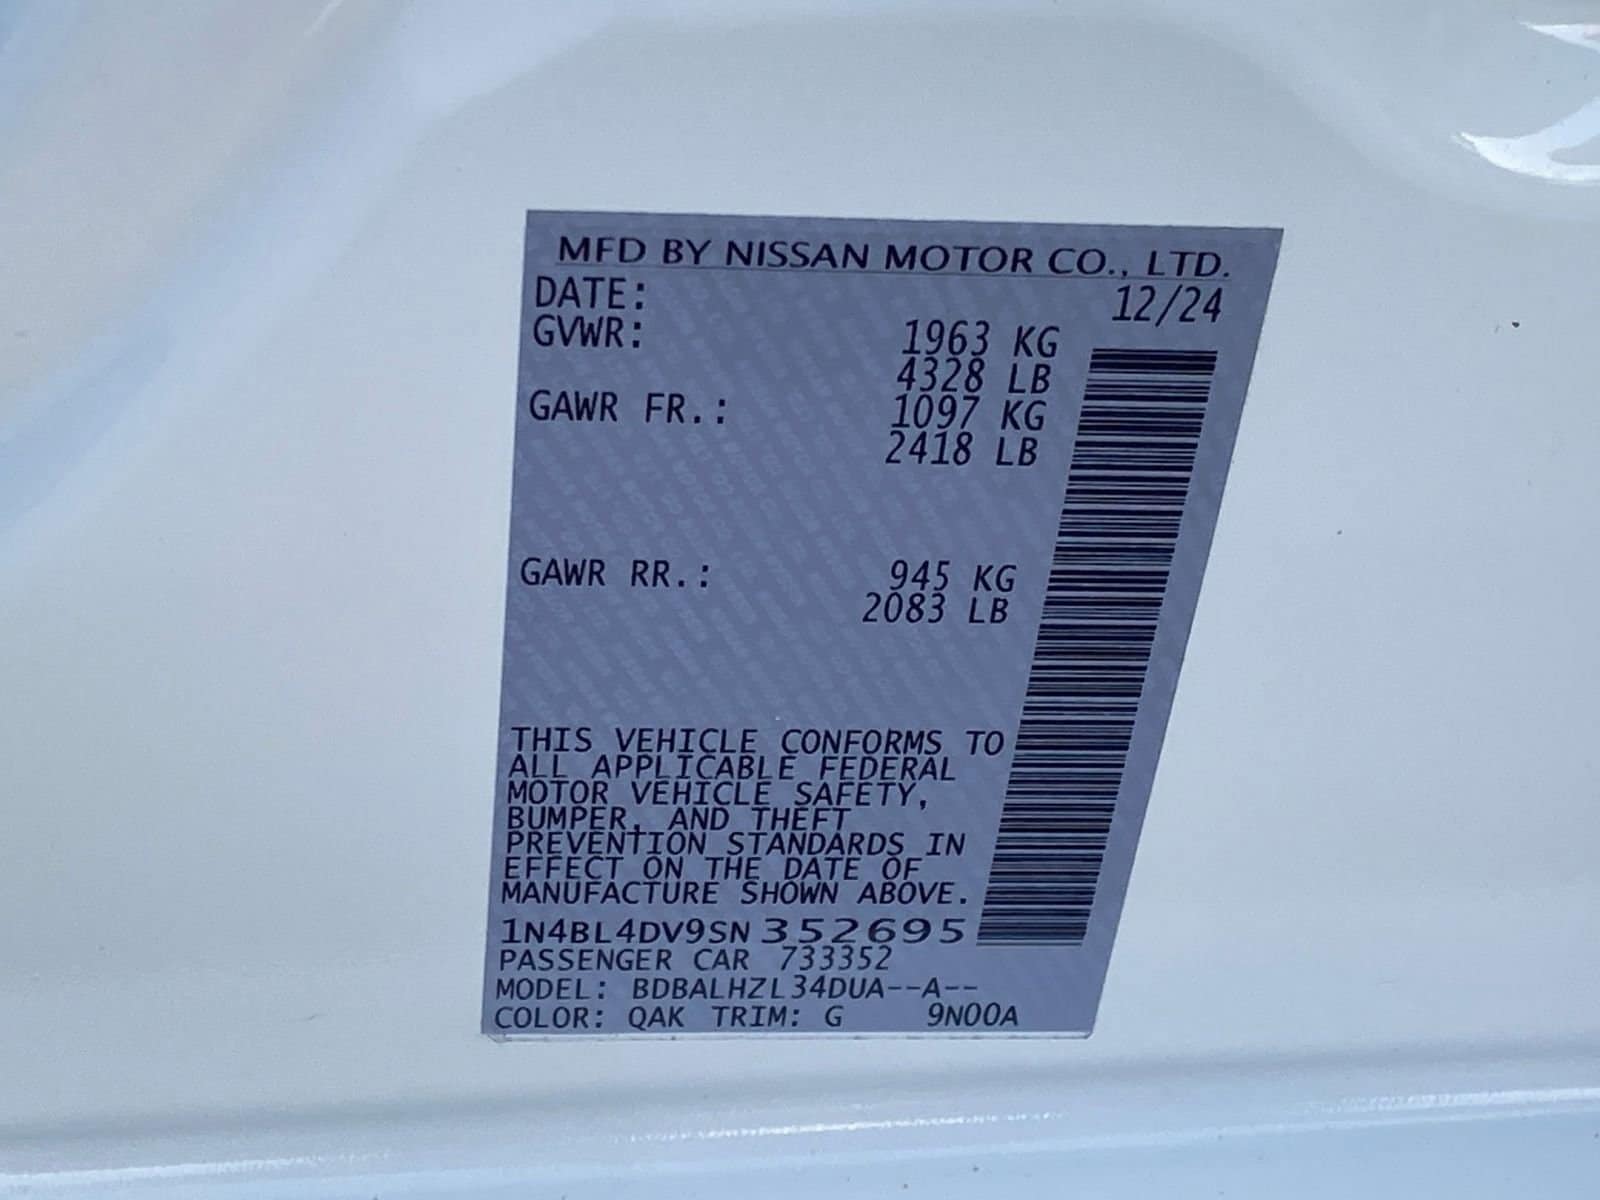 MFD BY NISSAN MOTOR CO., LTD.
DATE: 12/24
GVWR: 1963 KG
4328 LB
GAWR FR.: 1097 KG
2418 LB
GAWR RR.: 945 KG
2083 LB
THIS VEHICLE CONFORMS TO
ALL APPLICABLE FEDERAL
MOTOR VEHICLE SAFETY,
BUMPER, AND THEFT
PREVENTION STANDARDS IN
EFFECT ON THE DATE OF
MANUFACTURE SHOWN ABOVE.
1N4BL4DV9SN352695
PASSENGER CAR 733352
MODEL: BDBALHZL34DUA--A--
COLOR: QAK TRIM: G 9N00A